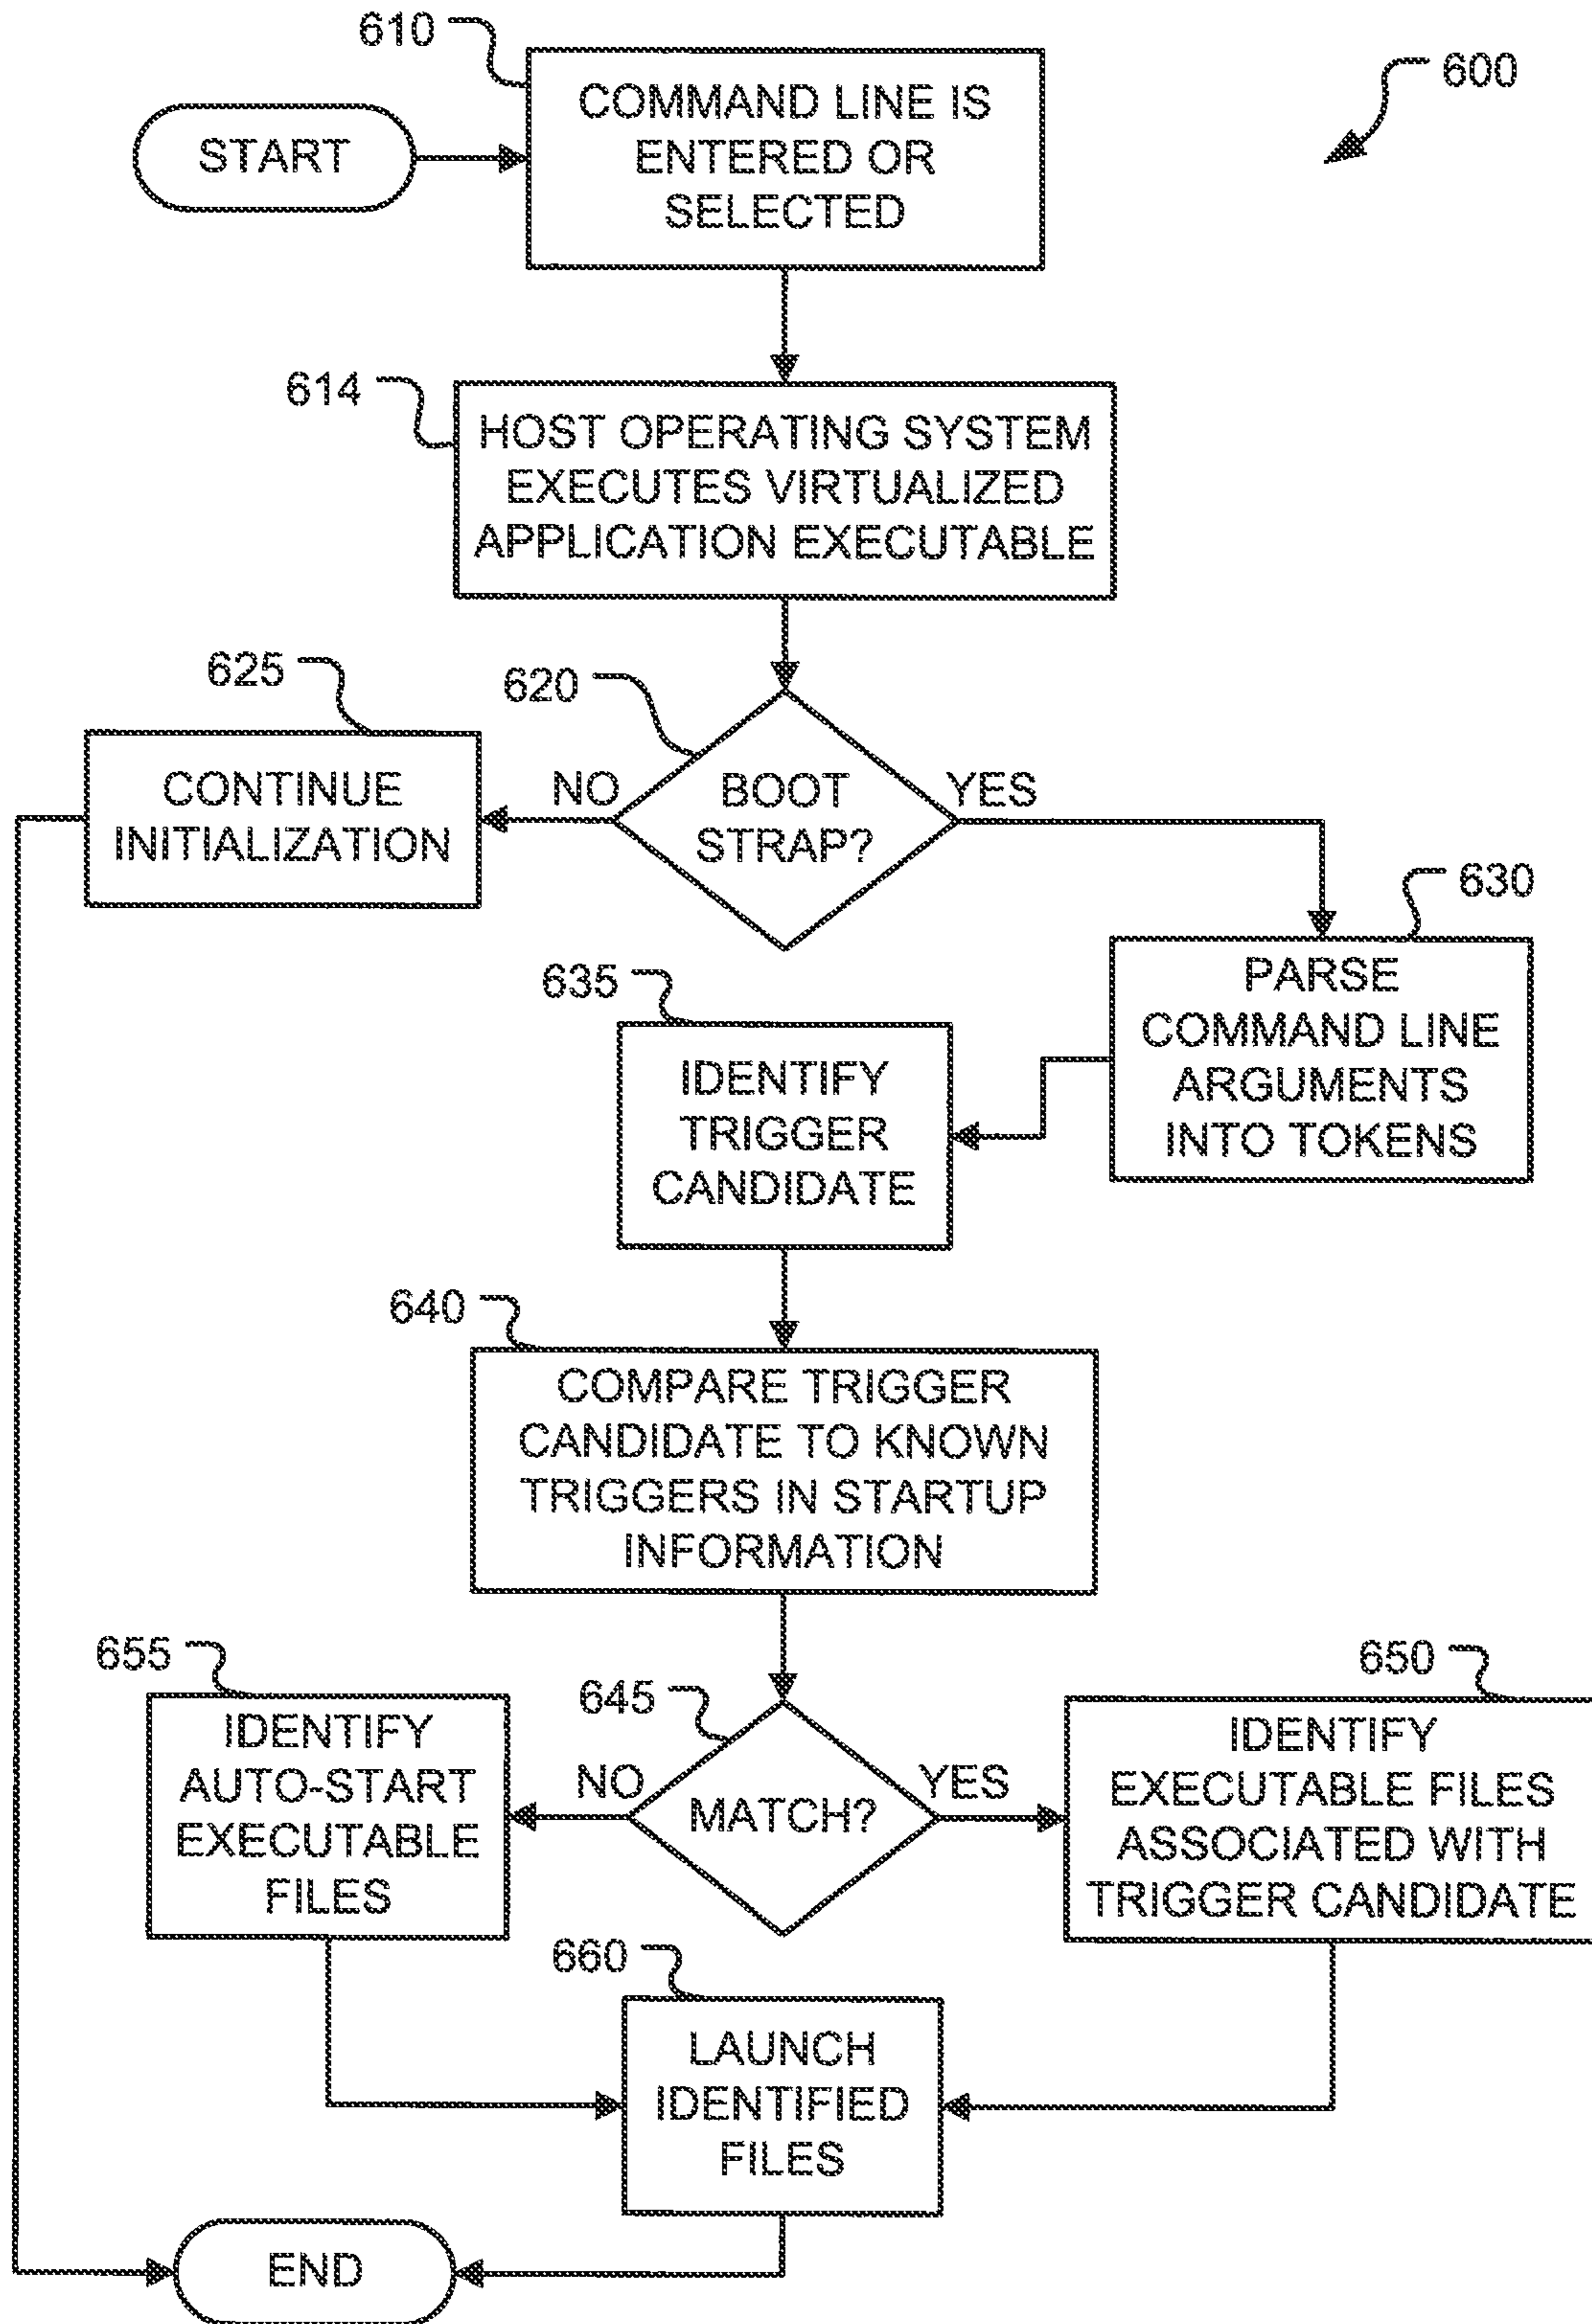 610
600
START
COMMAND LINE IS
ENTERED OR
SELECTED
614
HOST OPERATING SYSTEM
EXECUTES VIRTUALIZED
APPLICATION EXECUTABLE
625
620
CONTINUE
INITIALIZATION
NO
BOOT
STRAP?
YES
630
PARSE
COMMAND LINE
ARGUMENTS
INTO TOKENS
635
IDENTIFY
TRIGGER
CANDIDATE
640
COMPARE TRIGGER
CANDIDATE TO KNOWN
TRIGGERS IN STARTUP
INFORMATION
655
645
650
IDENTIFY
AUTO-START
EXECUTABLE
FILES
NO
MATCH?
YES
IDENTIFY
EXECUTABLE FILES
ASSOCIATED WITH
TRIGGER CANDIDATE
660
LAUNCH
IDENTIFIED
FILES
END